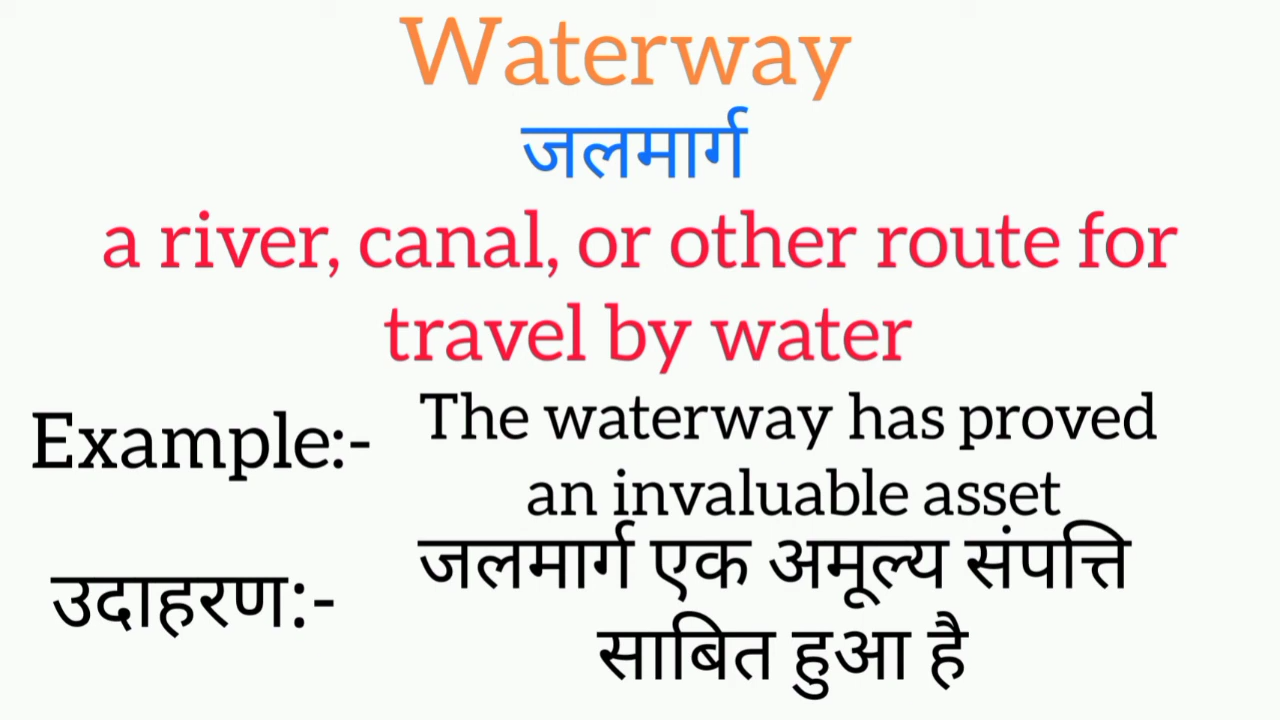 Waterway
जलमार्ग
a river, canal, or other route for
travel by water
Example:-
The waterway has proved
an invaluable asset
उदाहरण:-
जलमार्ग एक अमूल्य संपत्ति
साबित हुआ है